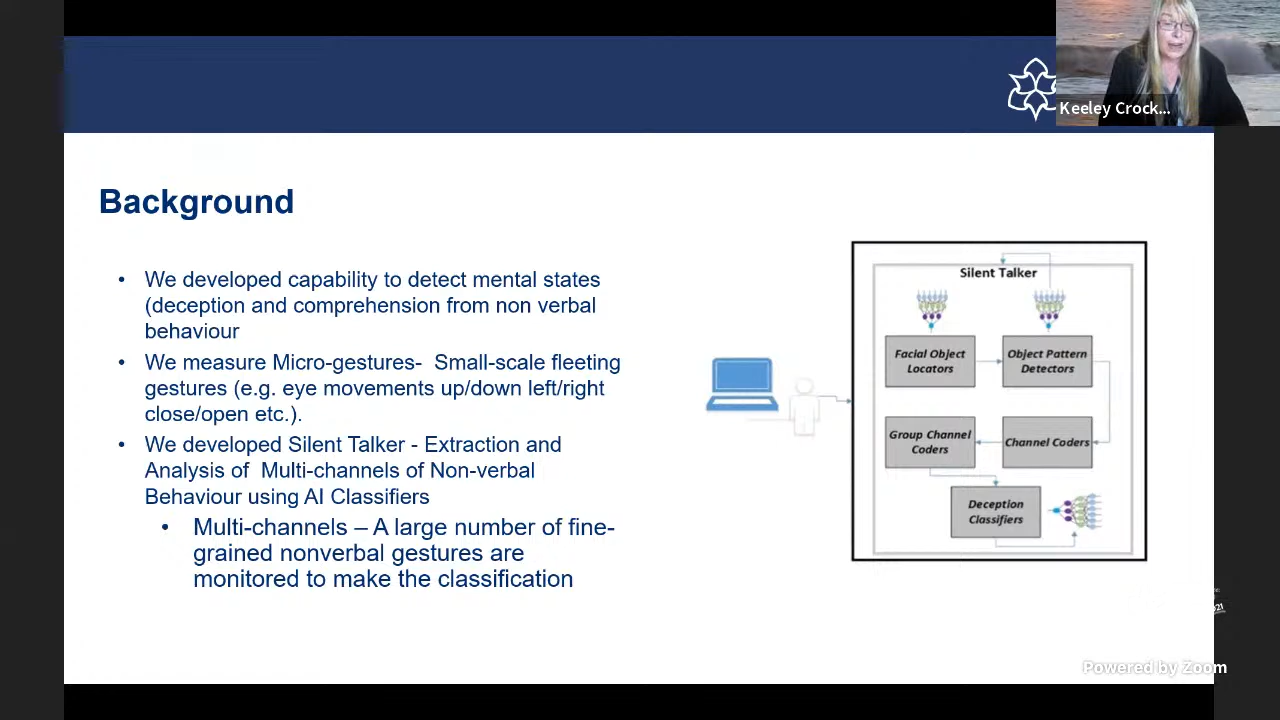 Keeley Crock...
Background
We developed capability to detect mental states
(deception and comprehension from non verbal
behaviour
We measure Micro-gestures- Small-scale fleeting
gestures (e.g. eye movements up/down left/right
close/open etc.).
We developed Silent Talker - Extraction and
Analysis of Multi-channels of Non-verbal
Behaviour using AI Classifiers
Multi-channels – A large number of fine-
grained nonverbal gestures are
monitored to make the classification
Silent Talker
Facial Object
Locators
Object Pattern
Detectors
Group Channel
Coders
Channel Coders
Deception
Classifiers
Powered by Zoom